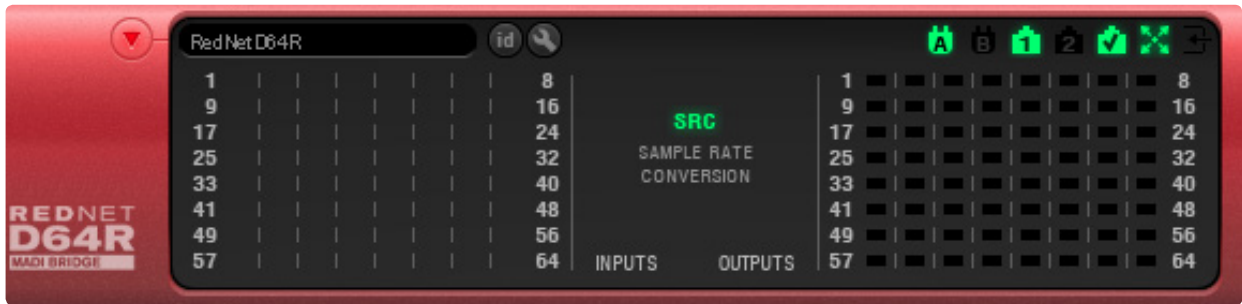 RedNet D64R
id
A
B
1
2
1 8
9 16
17 24
25 32
33 40
41 48
49 56
57 64
SRC
SAMPLE RATE
CONVERSION
INPUTS OUTPUTS
1 8
9 16
17 24
25 32
33 40
41 48
49 56
57 64
REDNET
D64R
MADI BRIDGE